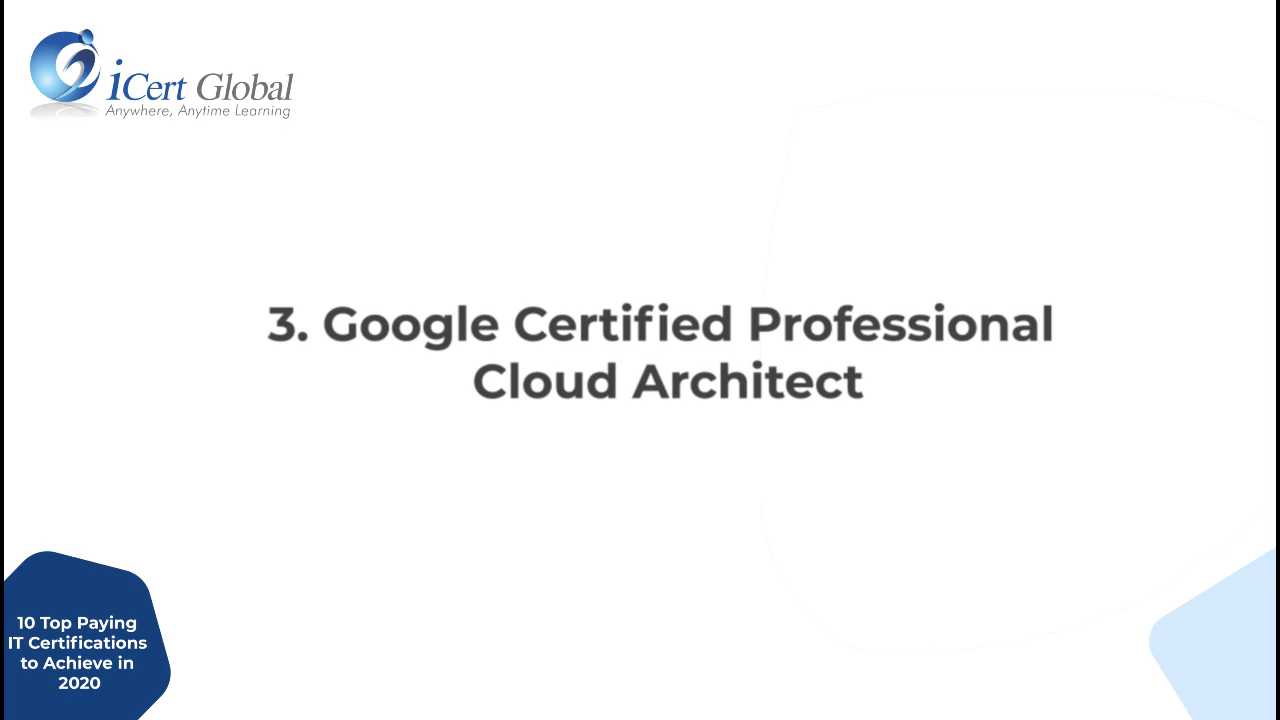 iCert Global
Anywhere, Anytime Learning
3. Google Certified Professional
Cloud Architect
10 Top Paying
IT Certifications
to Achieve in
2020